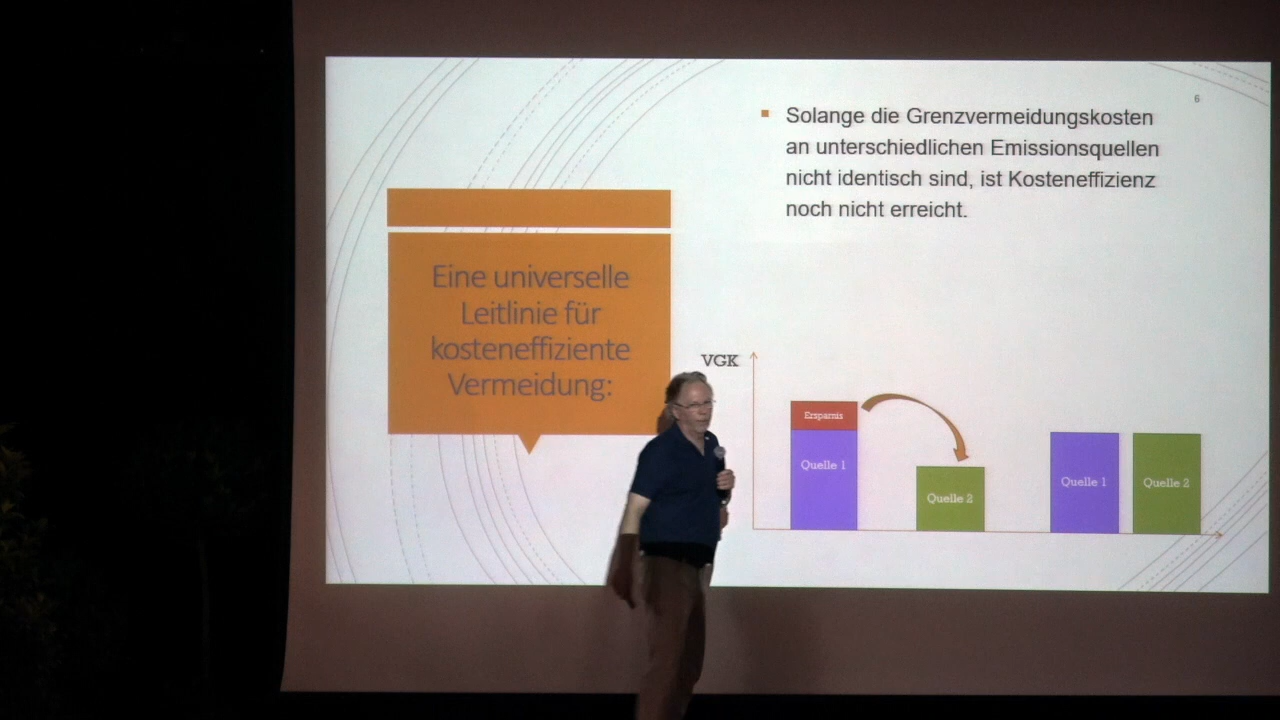 6
Solange die Grenzvermeidungskosten
an unterschiedlichen Emissionsquellen
nicht identisch sind, ist Kosteneffizienz
noch nicht erreicht.
Eine universelle
Leitlinie für
kosteneffiziente
Vermeidung:
VGK
Ersparnis
Quelle 1
Quelle 2
Quelle 1
Quelle 2